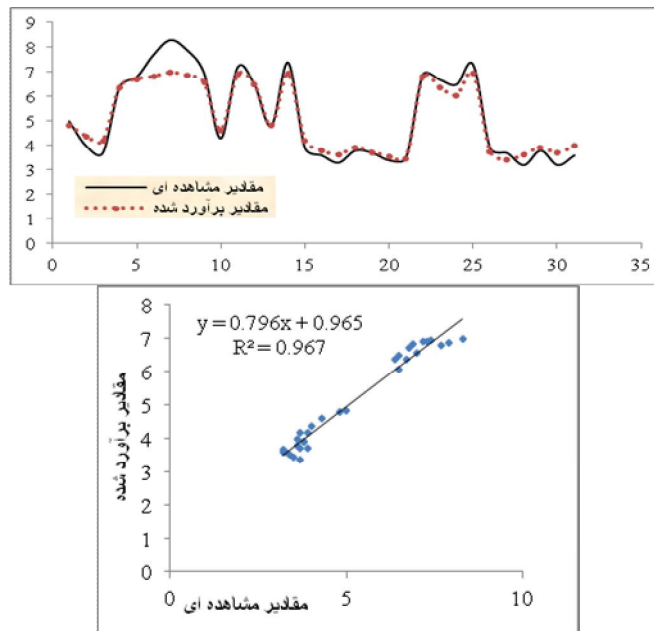 9
8
7
6
5
4
3
2
1
0
مقادیر مشاهده ای
مقادیر برآورد شده
0 5 10 15 20 25 30 35
8
7
6
5
4
3
2
1
0
y = 0.796x + 0.965
R² = 0.967
مقادیر برآورد شده
0 5 10
مقادیر مشاهده ای